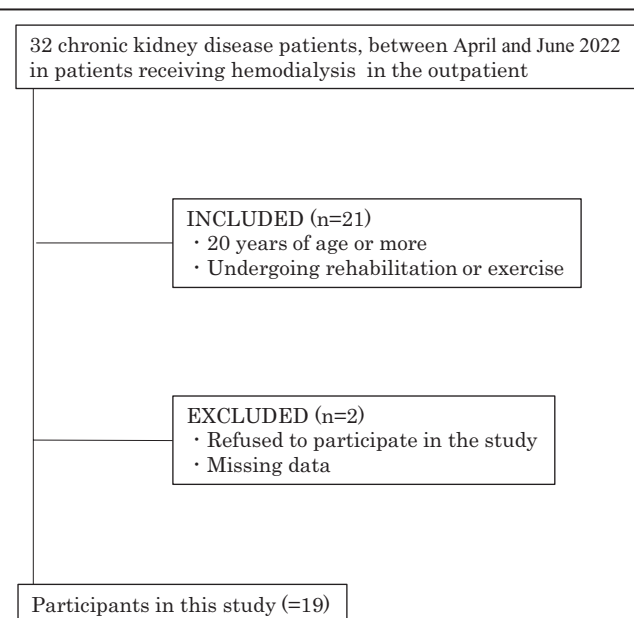 32 chronic kidney disease patients, between April and June 2022
in patients receiving hemodialysis in the outpatient
INCLUDED (n=21)
・20 years of age or more
・Undergoing rehabilitation or exercise
EXCLUDED (n=2)
・Refused to participate in the study
・Missing data
Participants in this study (=19)